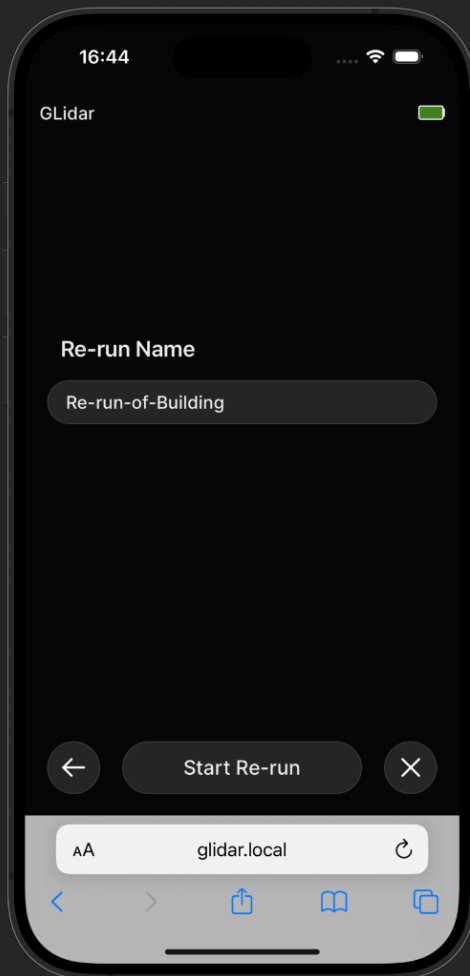 16:44
GLidar
Re-run Name
Re-run-of-Building
Start Re-run
AA
glidar.local